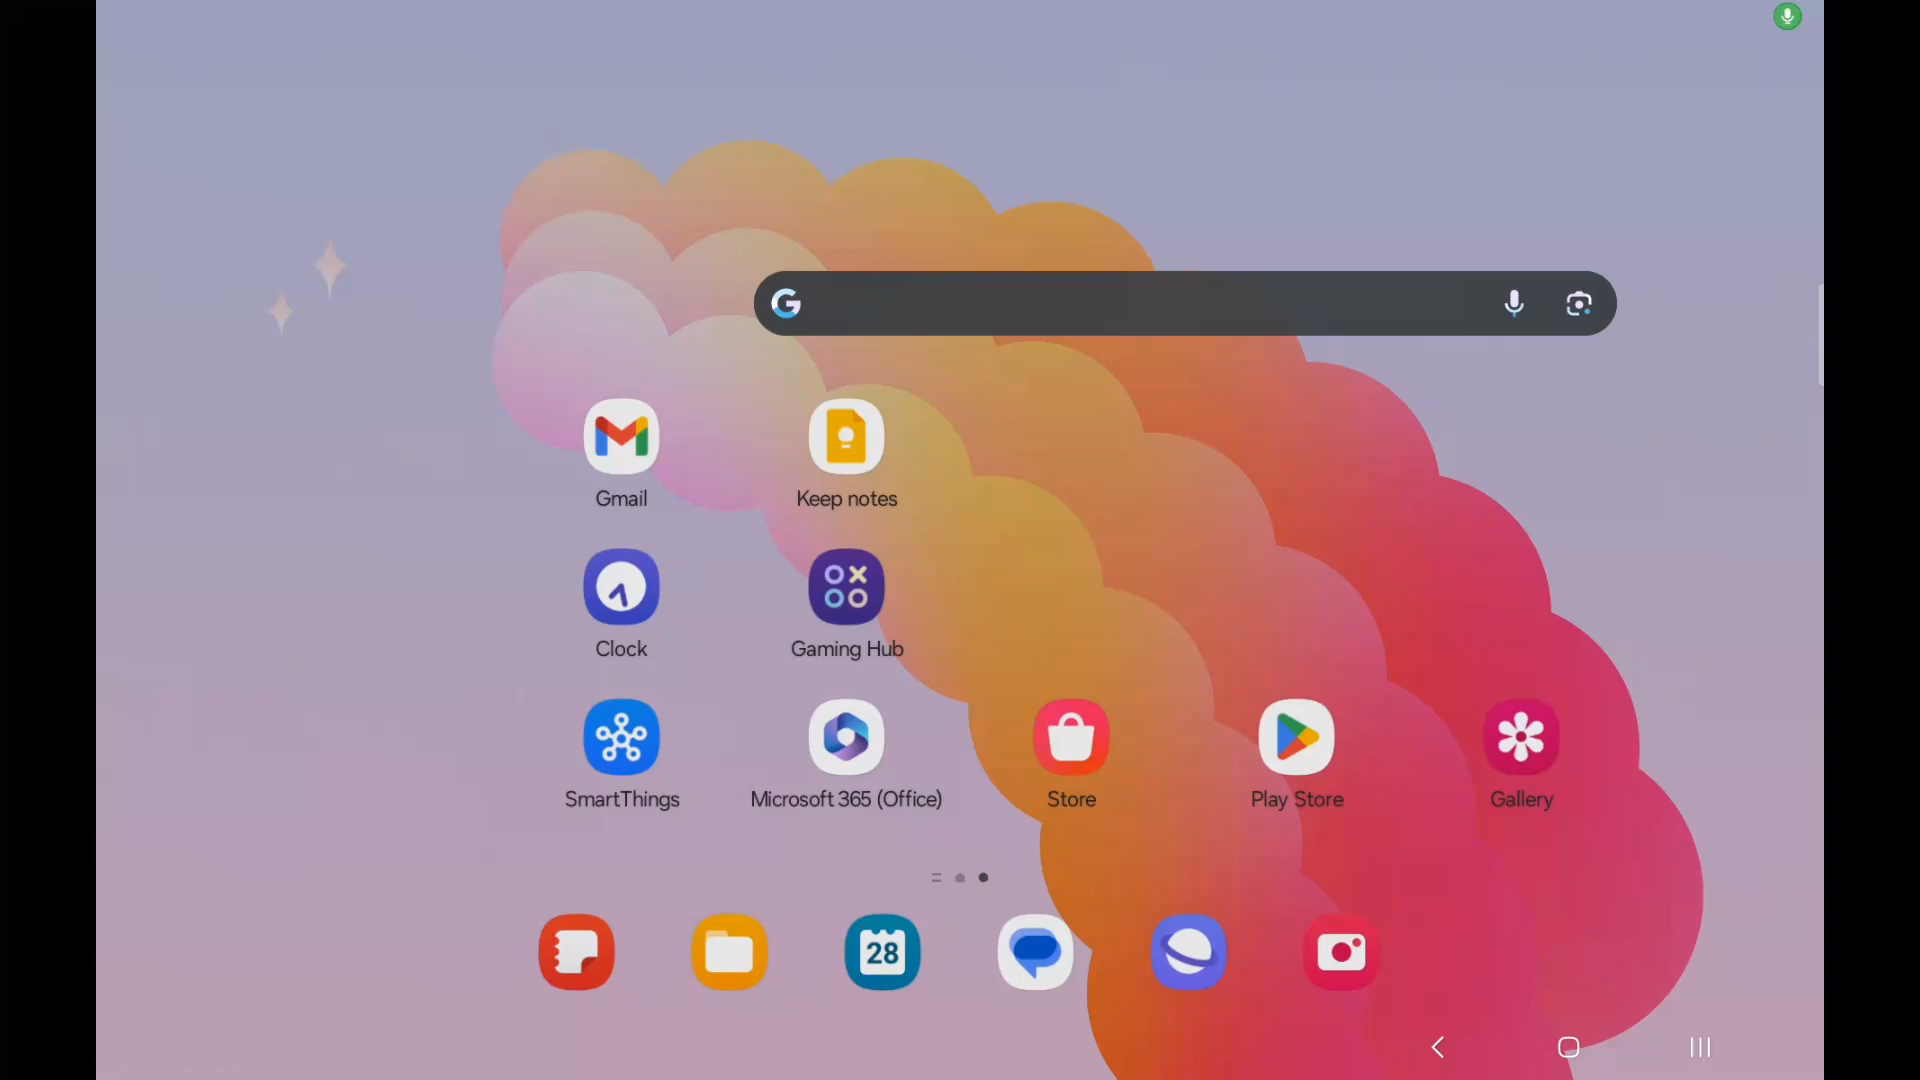 Gmail
Keep notes
Clock
Gaming Hub
SmartThings
Microsoft 365 (Office)
Store
Play Store
Gallery
28